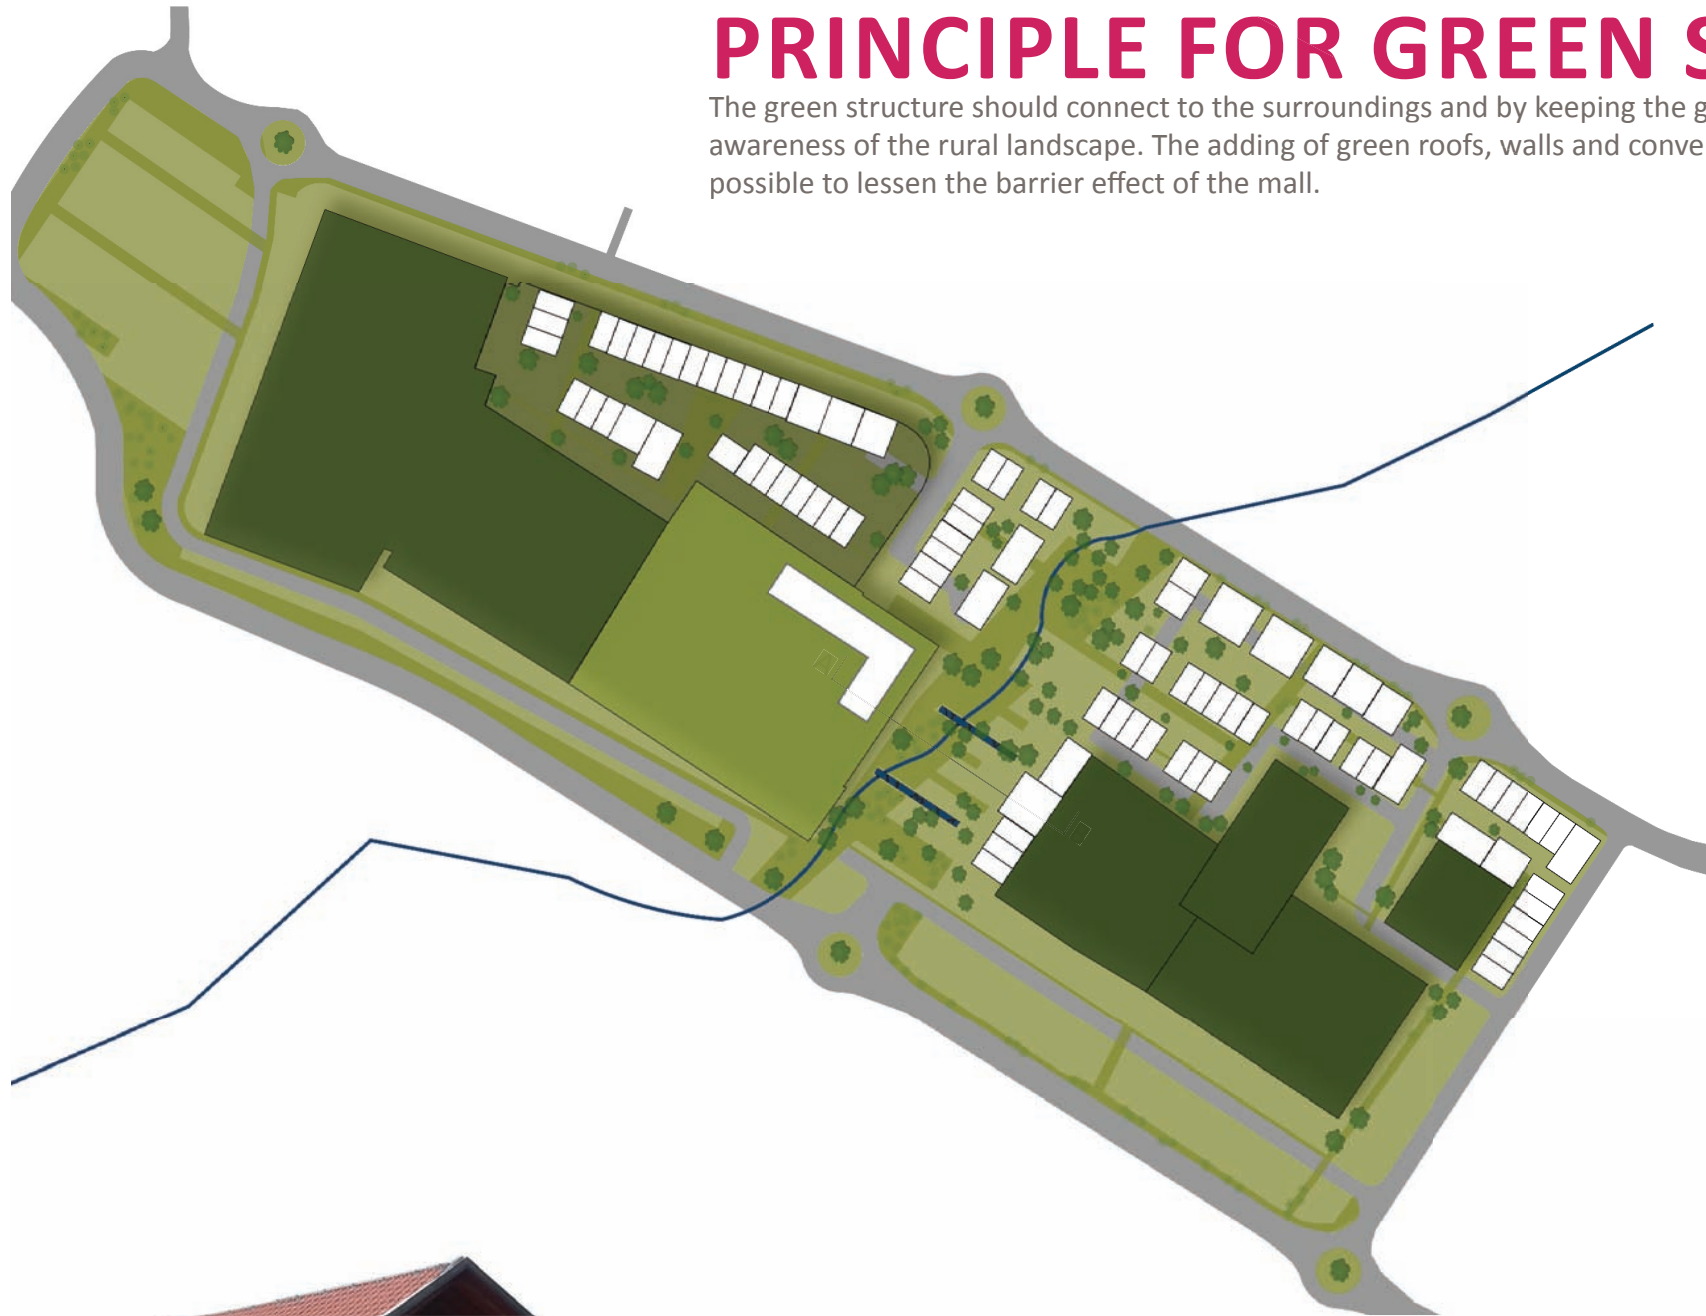 PRINCIPLE FOR GREEN S
The green structure should connect to the surroundings and by keeping the g
awareness of the rural landscape. The adding of green roofs, walls and conve
possible to lessen the barrier effect of the mall.